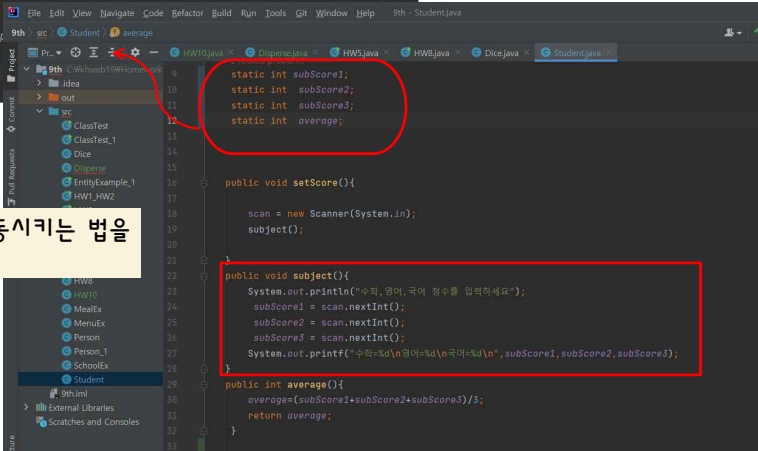 File Edit View Navigate Code Refactor Build Run Tools Git Window Help 9th - Student.java
9th src Student average
Pr...
HW10.java Disperse.java HW5.java HW8.java Dice.java Student.java
Project
Commit
Pull Requests
9th C:\khweb19\Homework
.idea
out
src
ClassTest
ClassTest_1
Dice
Disperse
EntityExample_1
HW1_HW2
동시키는 법을
HW8
HW10
MealEx
MenuEx
Person
Person_1
SchoolEx
Student
9th.iml
External Libraries
Scratches and Consoles
9 static int subScore1;
10 static int subScore2;
11 static int subScore3;
12 static int average;
13
14
15
16 public void setScore(){
17
18 scan = new Scanner(System.in);
19 subject();
20
21 }
22 public void subject(){
23 System.out.println("수학,영어,국어 점수를 입력하세요");
24 subScore1 = scan.nextInt();
25 subScore2 = scan.nextInt();
26 subScore3 = scan.nextInt();
27 System.out.printf("수학=%d\n영어=%d\n국어=%d\n",subScore1,subScore2,subScore3);
28 }
29 public int average(){
30 average=(subScore1+subScore2+subScore3)/3;
31 return average;
32 }
33